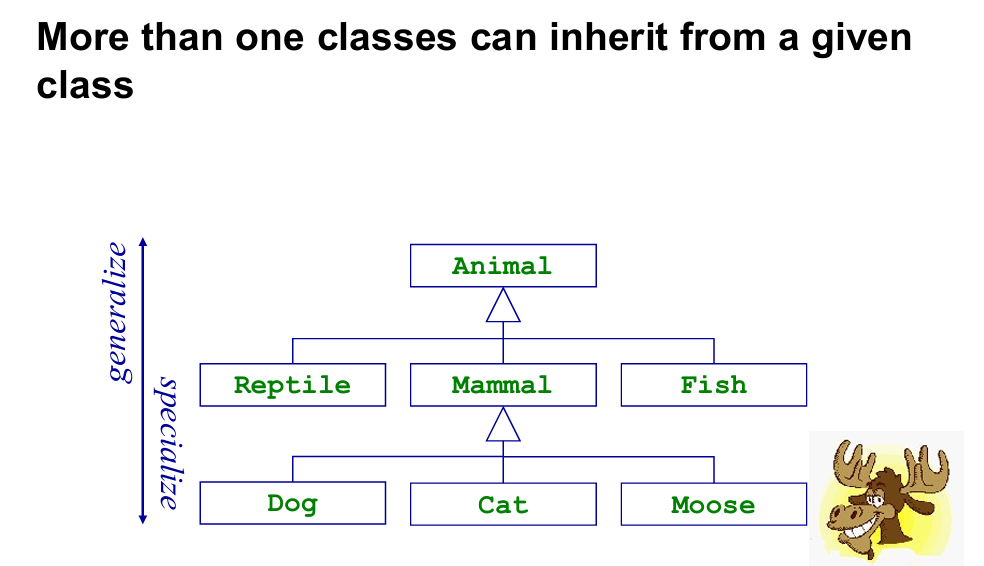 More than one classes can inherit from a given
class
generalize
specialize
Animal
Reptile
Mammal
Fish
Dog
Cat
Moose